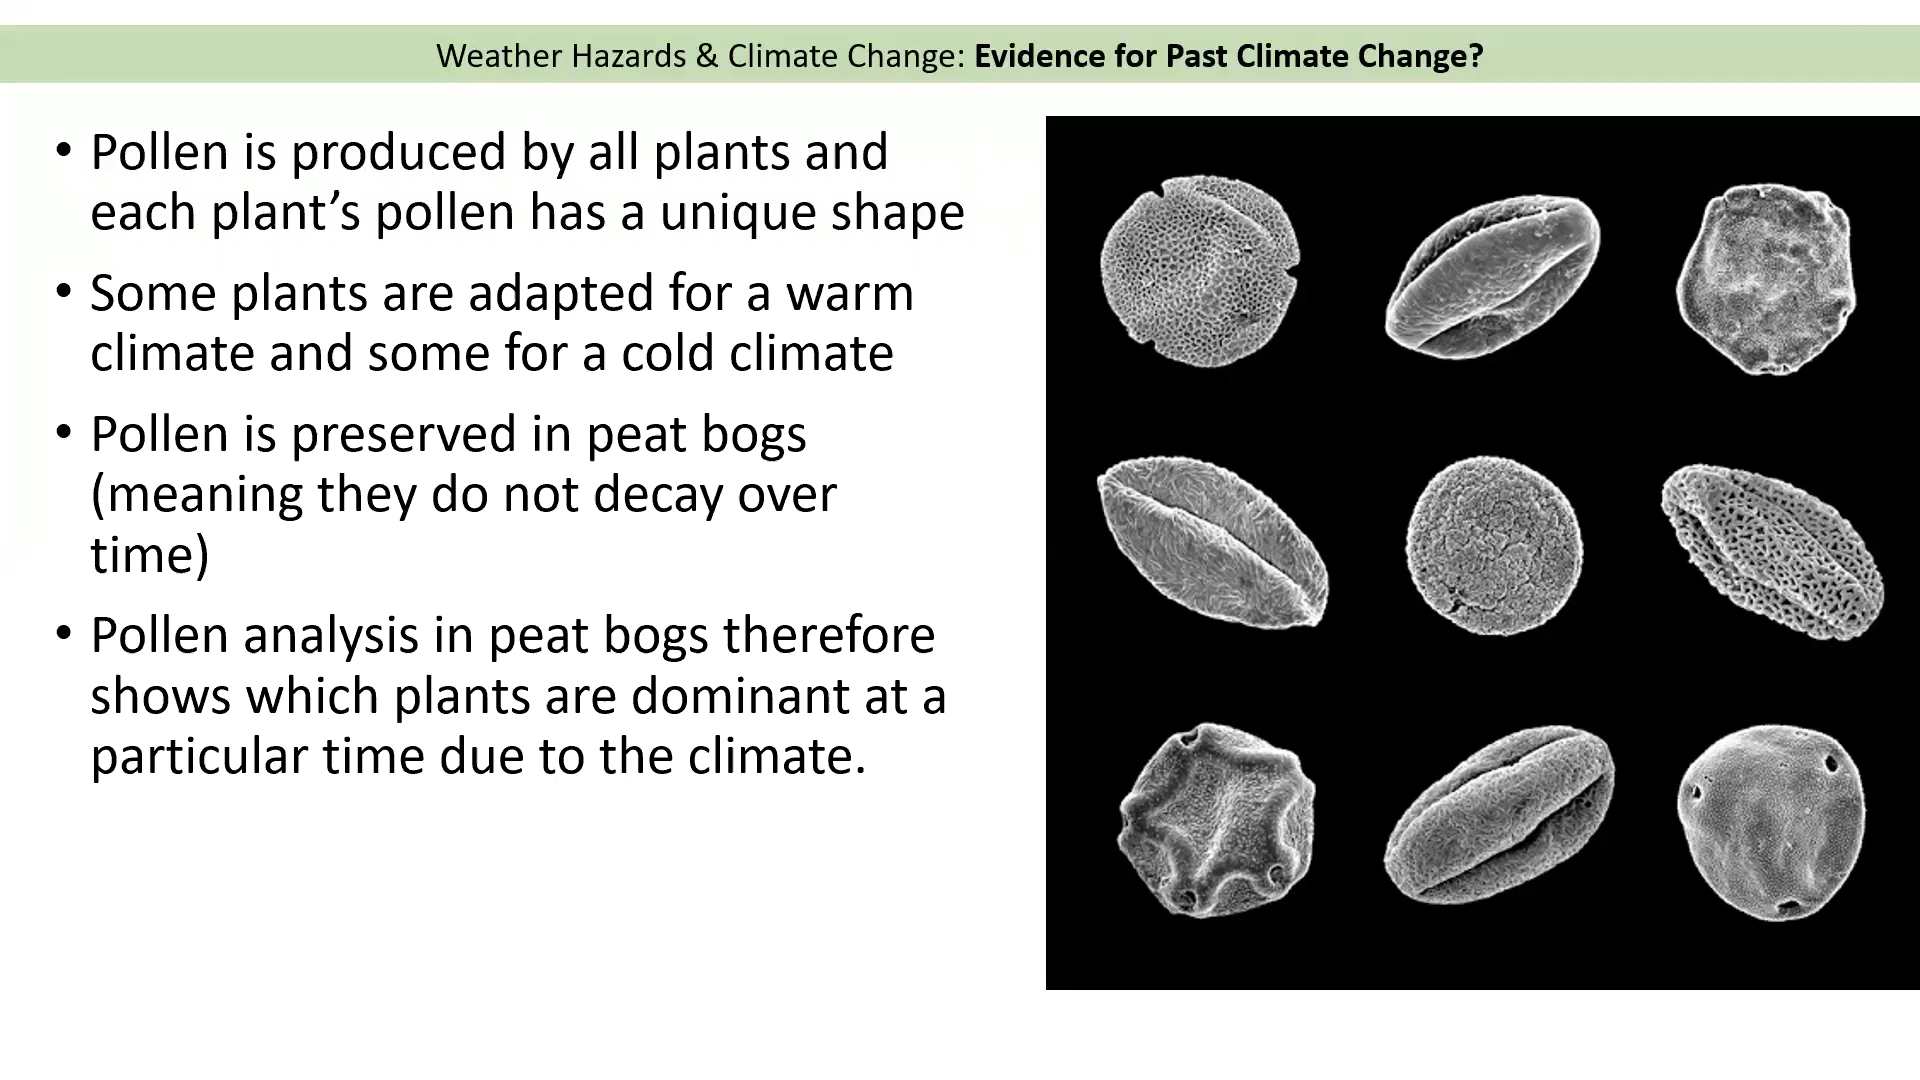 Weather Hazards & Climate Change: Evidence for Past Climate Change?
• Pollen is produced by all plants and
each plant’s pollen has a unique shape
• Some plants are adapted for a warm
climate and some for a cold climate
• Pollen is preserved in peat bogs
(meaning they do not decay over
time)
• Pollen analysis in peat bogs therefore
shows which plants are dominant at a
particular time due to the climate.